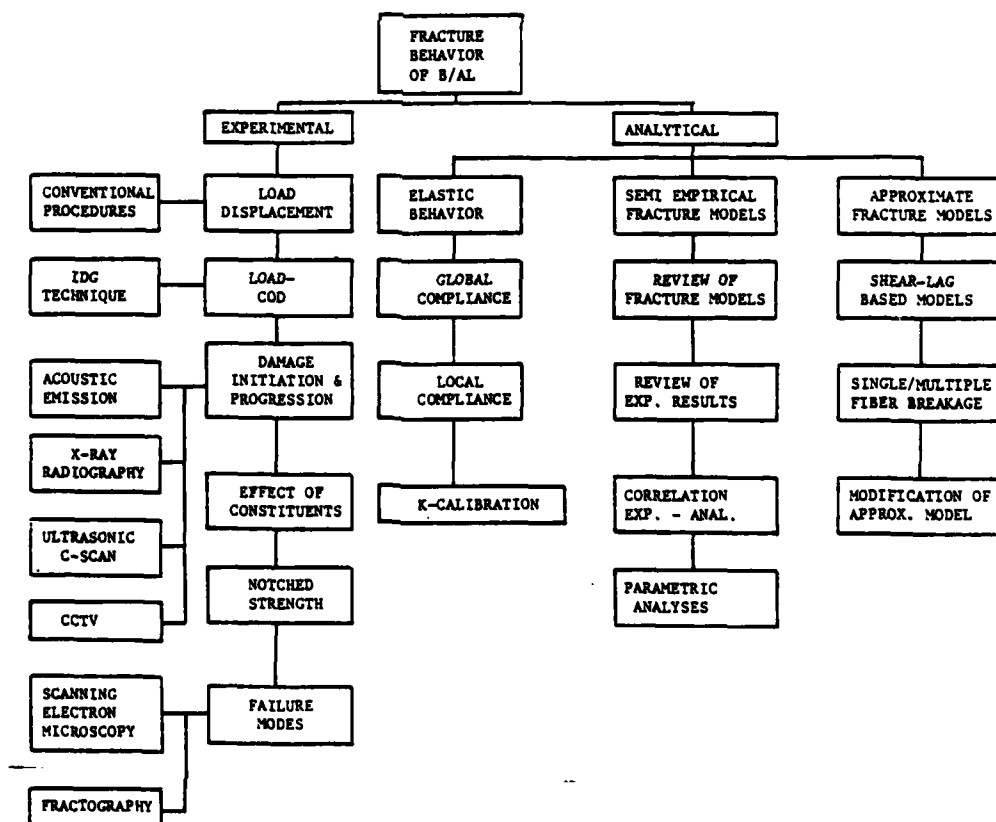 FRACTURE
BEHAVIOR
OF B/AL
EXPERIMENTAL
ANALYTICAL
CONVENTIONAL
PROCEDURES
LOAD
DISPLACEMENT
ELASTIC
BEHAVIOR
SEMI EMPIRICAL
FRACTURE MODELS
APPROXIMATE
FRACTURE MODELS
IDG
TECHNIQUE
LOAD-
COD
GLOBAL
COMPLIANCE
REVIEW OF
FRACTURE MODELS
SHEAR-LAG
BASED MODELS
ACOUSTIC
EMISSION
DAMAGE
INITIATION &
PROGRESSION
LOCAL
COMPLIANCE
REVIEW OF
EXP. RESULTS
SINGLE/MULTIPLE
FIBER BREAKAGE
X-RAY
RADIOGRAPHY
EFFECT OF
CONSTITUENTS
K-CALIBRATION
CORRELATION
EXP. - ANAL.
MODIFICATION OF
APPROX. MODEL
ULTRASONIC
C-SCAN
NOTCHED
STRENGTH
PARAMETRIC
ANALYSES
CCTV
SCANNING
ELECTRON
MICROSCOPY
FAILURE
MODES
FRACTOGRAPHY